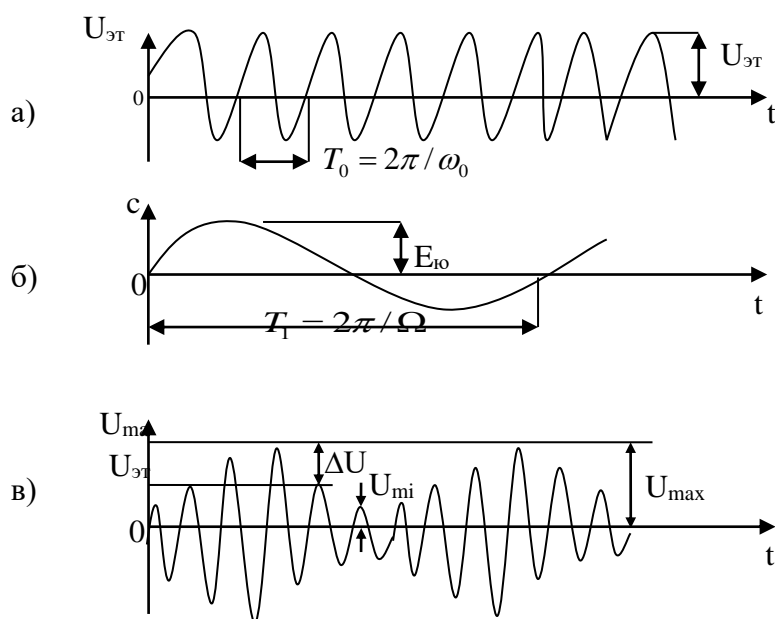 Uэт
Uэт
0
а)
t
T₀ = 2π / ω₀
с
Eю
б)
0
t
T₁ = 2π / Ω
Uma
Uэт
ΔU
Umi
Umax
в)
0
t